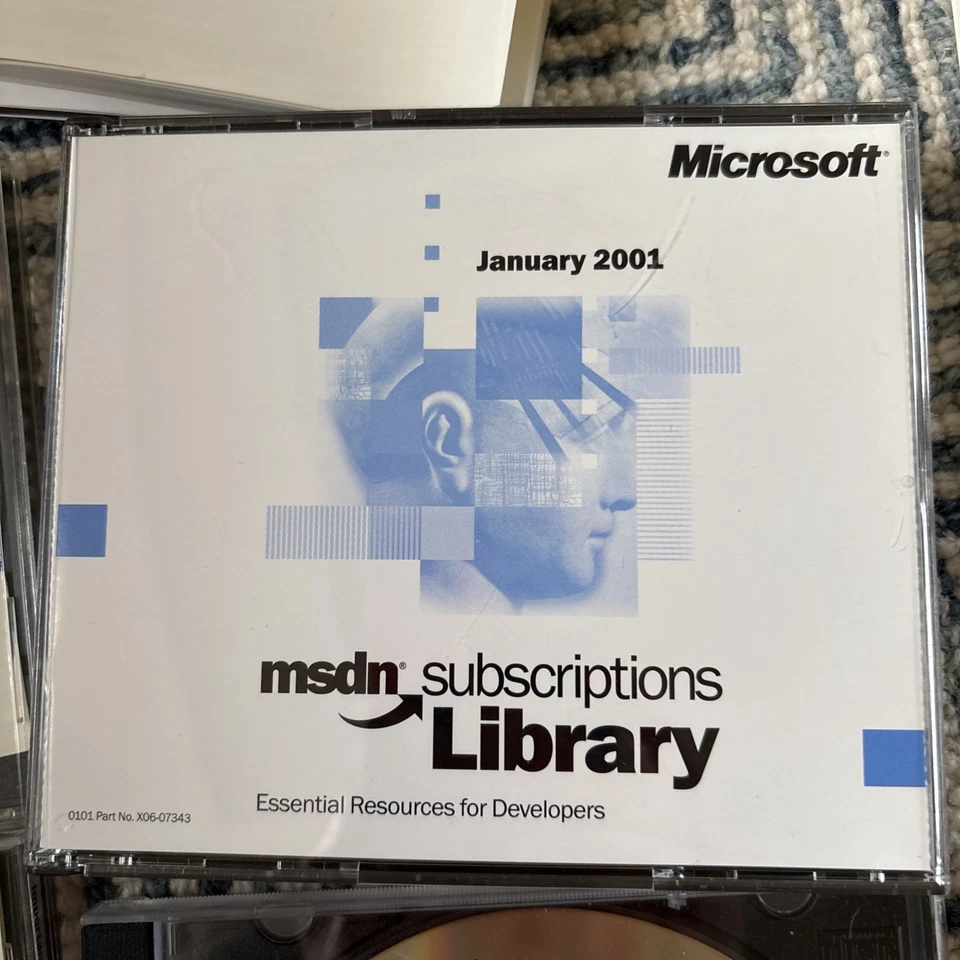 Microsoft®
January 2001
msdn® subscriptions
Library
Essential Resources for Developers
0101 Part No. X06-07343